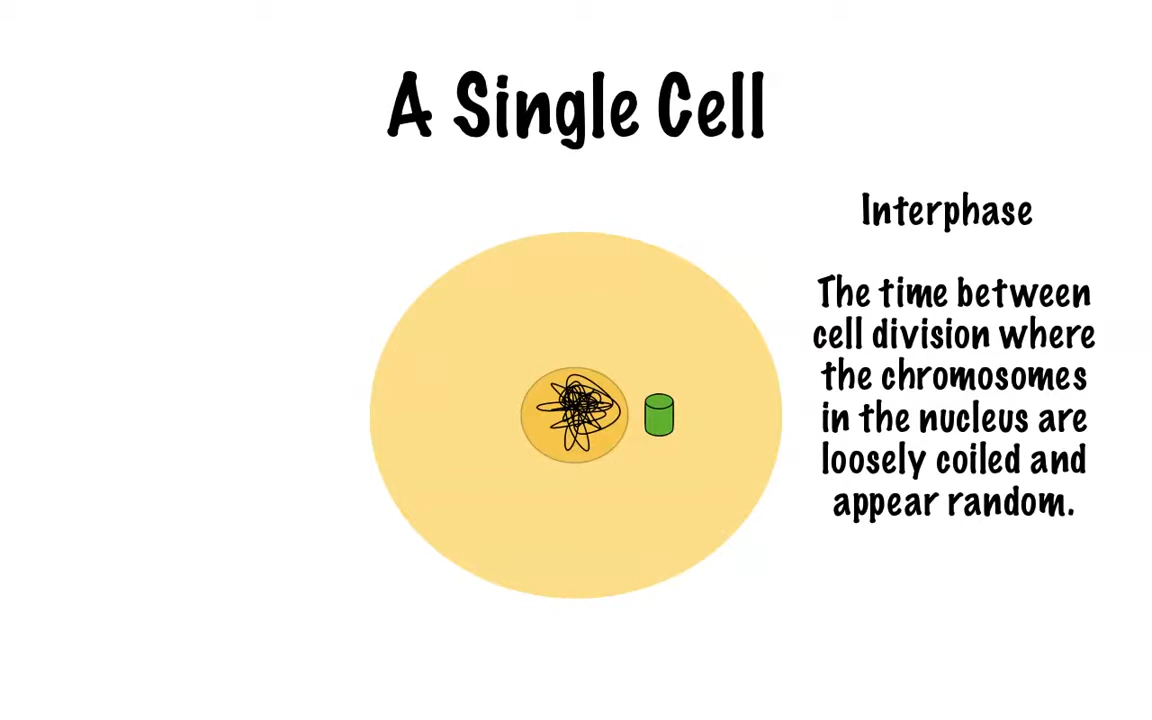 A Single Cell
Interphase
The time between
cell division where
the chromosomes
in the nucleus are
loosely coiled and
appear random.